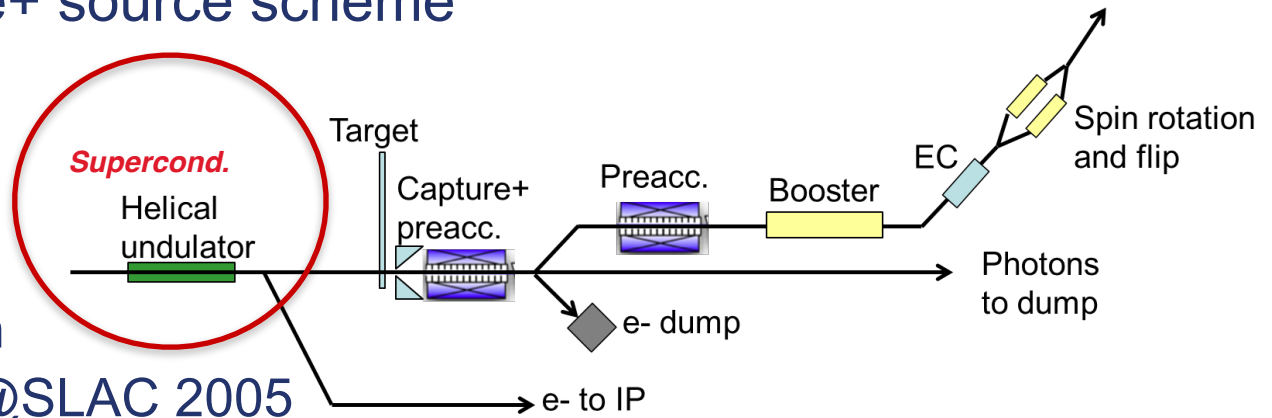 e+ source scheme
Target
Supercond.
Helical
undulator
Capture+
preacc.
Preacc.
Booster
EC
Spin rotation
and flip
Photons
to dump
e- dump
@SLAC 2005
e- to IP